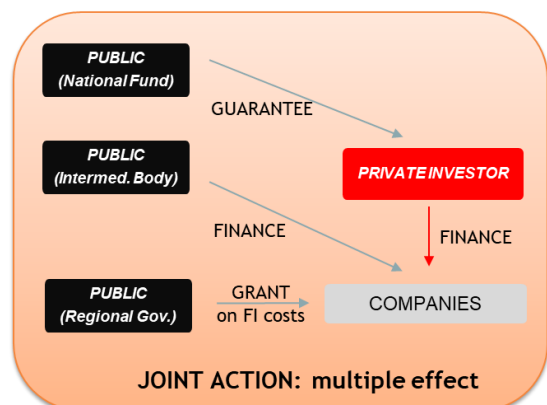 PUBLIC
(National Fund)
GUARANTEE
PUBLIC
(Intermed. Body)
PRIVATE INVESTOR
FINANCE
FINANCE
PUBLIC
(Regional Gov.)
GRANT
on FI costs
COMPANIES
JOINT ACTION: multiple effect